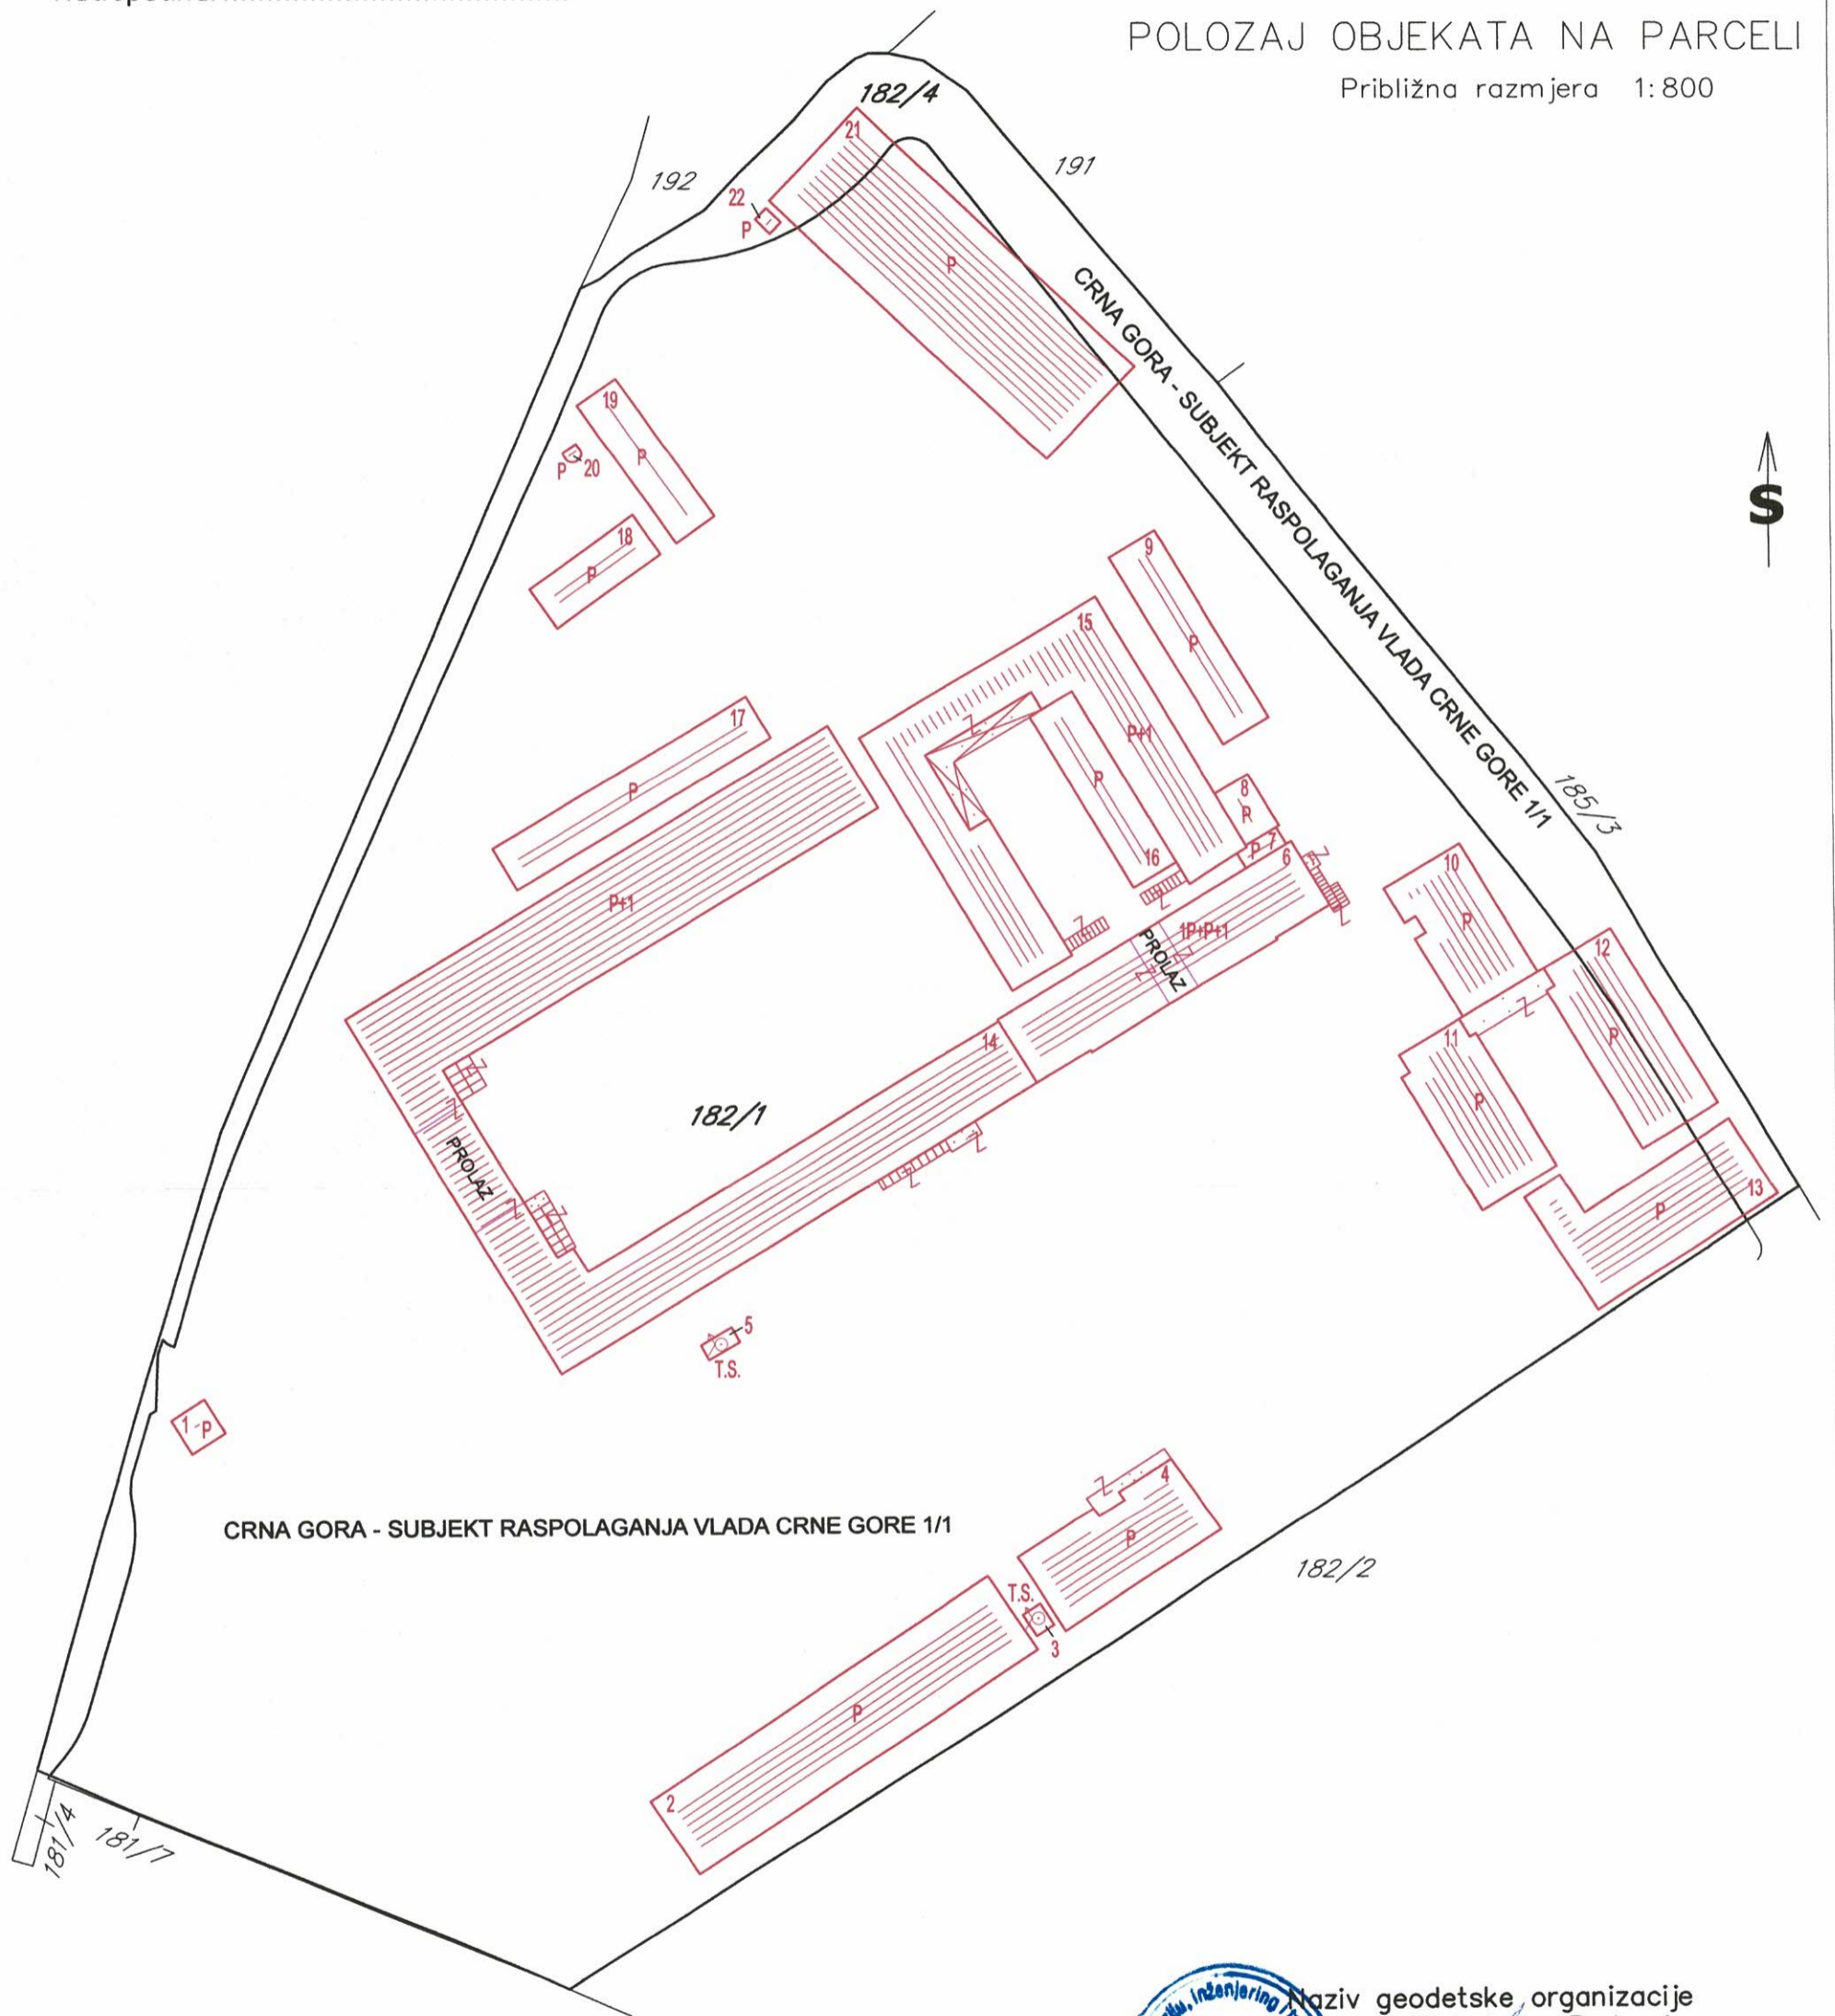 POLOZAJ OBJEKATA NA PARCELI
Približna razmjera 1:800
182/4
21
191
192
22
P
P
CRNA GORA - SUBJEKT RASPOLAGANJA VLADA CRNE GORE 1/1
19
P
P 20
S
18
P
9
P
15
P+1
17
P
Z
P
185/3
8
R
16
P 7
6
Z
10
P
P+1
Z
Z
Z
1P+P+1
PROLAZ
Z
Z
12
P
14
Z
11
P
Z
182/1
Z
PROLAZ
Z
Z
Z
Z
13
P
5
T.S.
1 P
Z
4
P
CRNA GORA - SUBJEKT RASPOLAGANJA VLADA CRNE GORE 1/1
182/2
T.S.
3
P
2
181/4
181/7
inženjering
Naziv geodetske organizacije